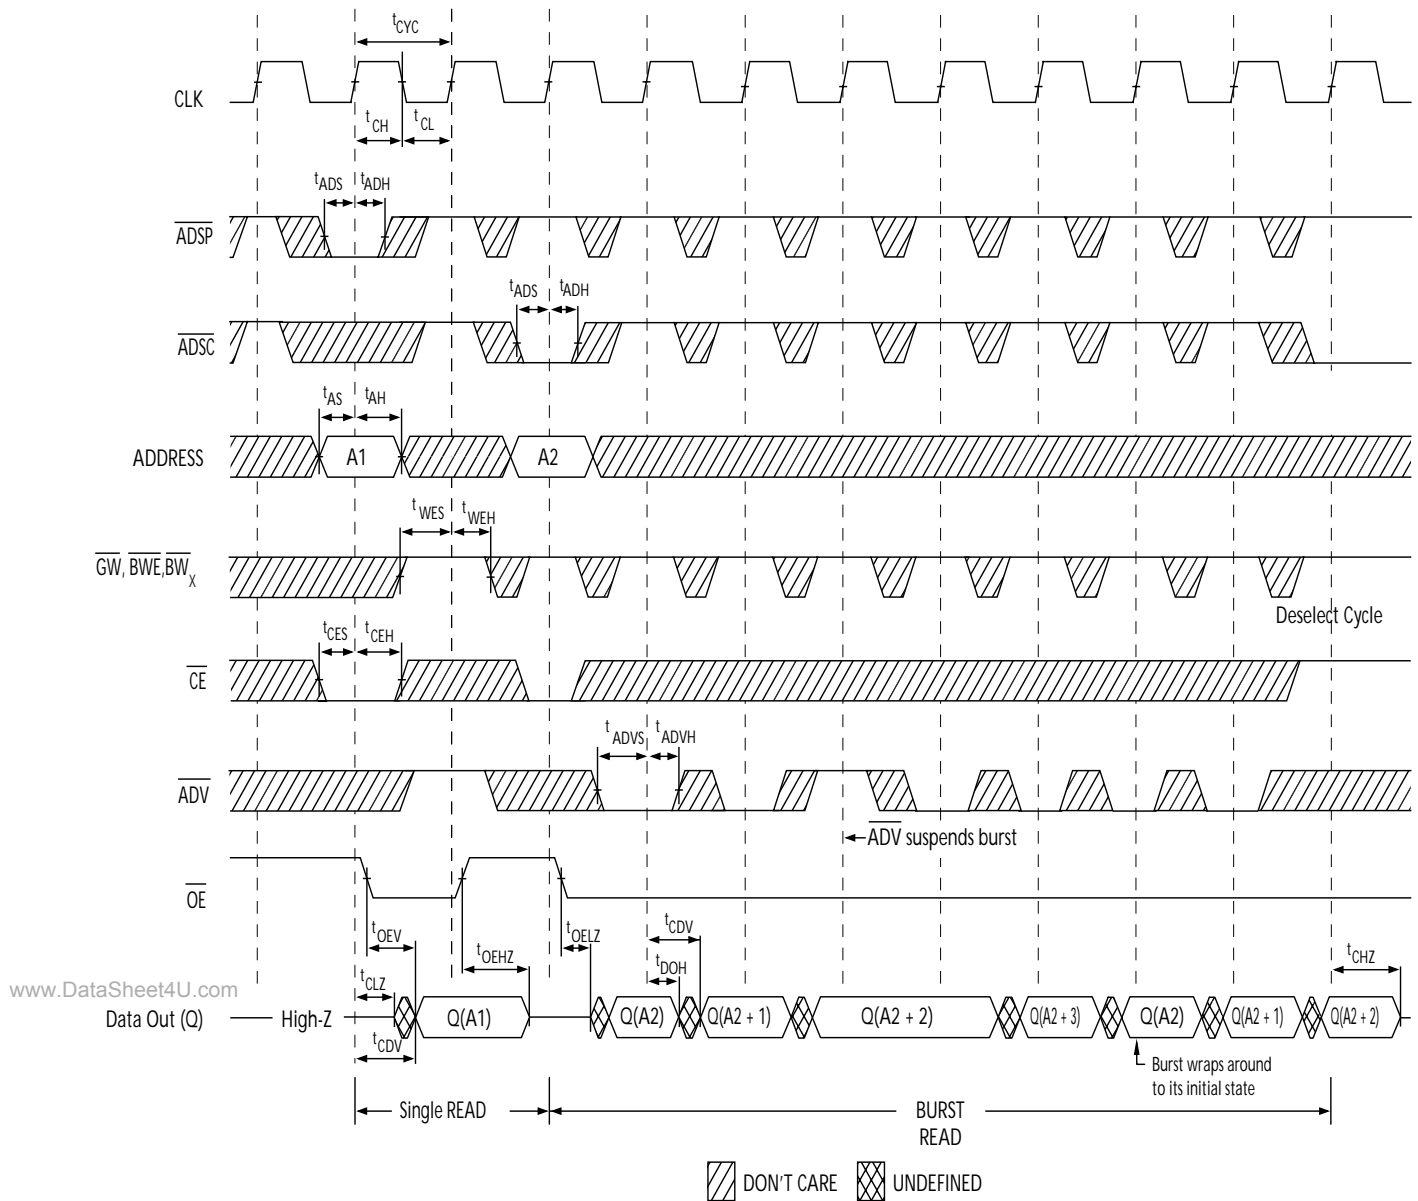 tCYC
CLK
tCH
tCL
tADS
tADH
ADSP
tADS
tADH
ADSC
tAS
tAH
ADDRESS
A1
A2
tWES
tWEH
GW, BWE,BWX
Deselect Cycle
tCES
tCEH
CE
tADVS
tADVH
ADV
ADV suspends burst
OE
tOEV
tOEHZ
tOELZ
tCDV
tDOH
tCHZ
tCLZ
www.DataSheet4U.com
Data Out (Q)
High-Z
Q(A1)
Q(A2)
Q(A2 + 1)
Q(A2 + 2)
Q(A2 + 3)
Q(A2)
Q(A2 + 1)
Q(A2 + 2)
tCDV
Burst wraps around
to its initial state
Single READ
BURST
READ
DON'T CARE
UNDEFINED